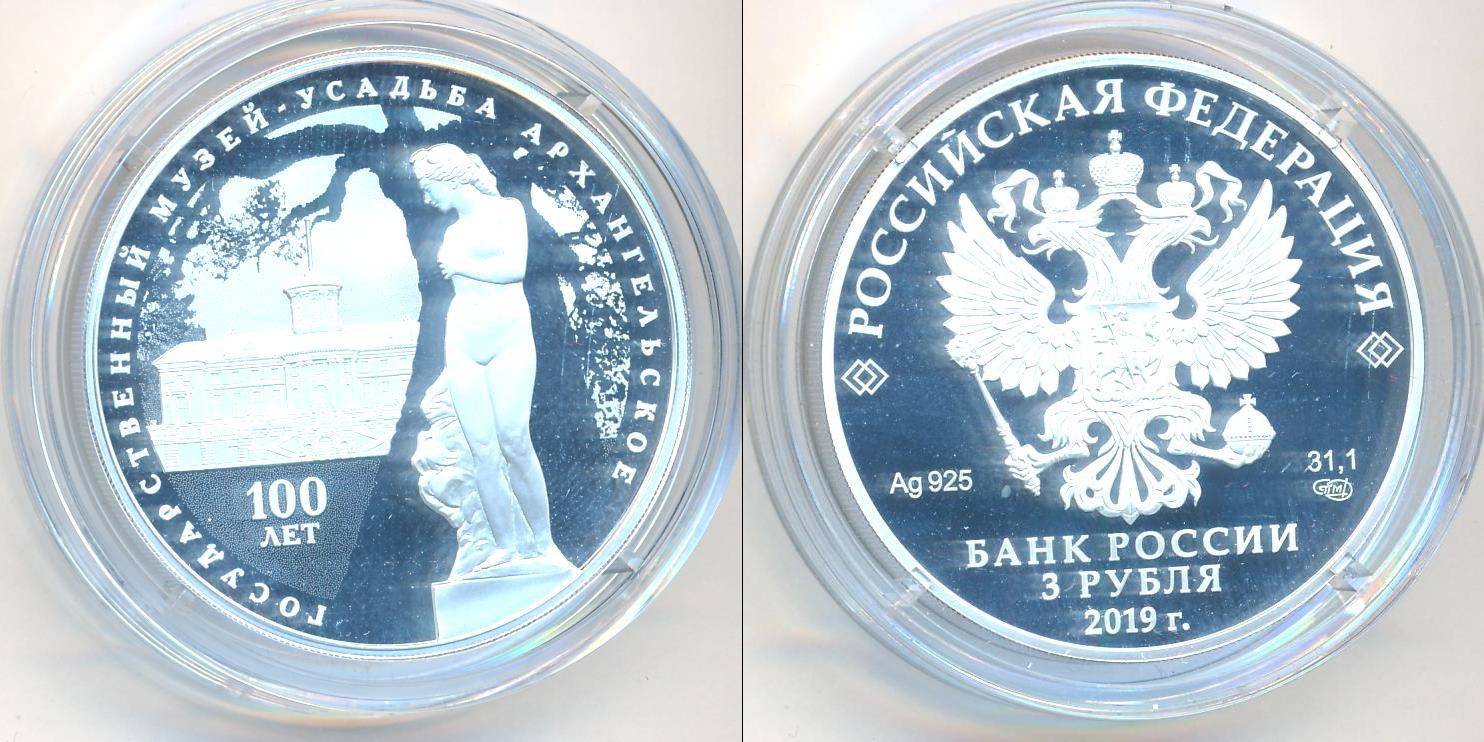 ГОСУДАРСТВЕННЫЙ МУЗЕЙ-УСАДЬБА АРХАНГЕЛЬСКОЕ
100
ЛЕТ
РОССИЙСКАЯ ФЕДЕРАЦИЯ
Ag 925
31,1
БАНК РОССИИ
3 РУБЛЯ
2019 г.